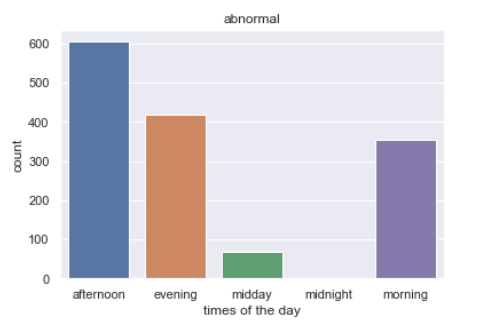 abnormal
600
500
400
300
200
100
0
count
afternoon evening midday midnight morning
times of the day